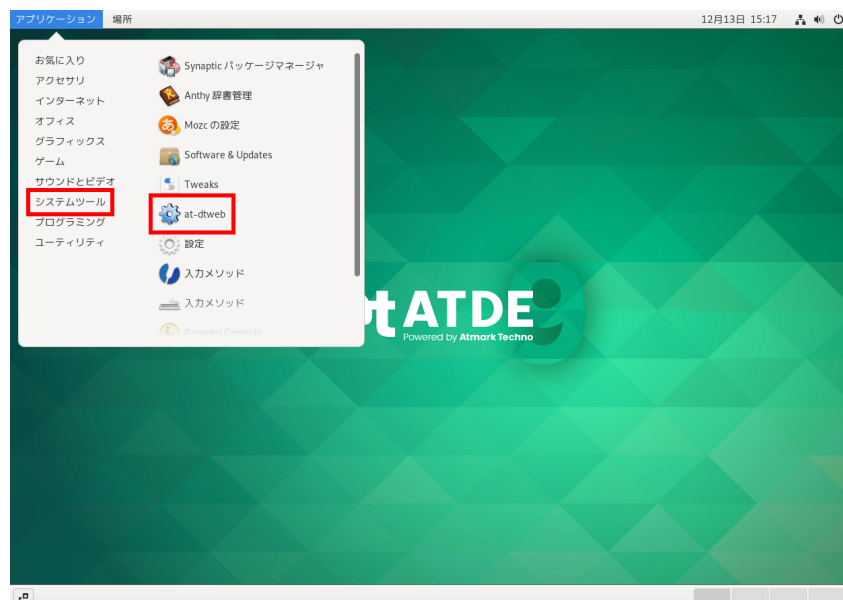 アプリケーション 場所 12月13日 15:17
お気に入り
アクセサリ
インターネット
オフィス
グラフィックス
ゲーム
サウンドとビデオ
システムツール
プログラミング
ユーティリティ
Synaptic パッケージマネージャ
Anthy 辞書管理
Mozc の設定
Software & Updates
Tweaks
at-dtweb
設定
入力メソッド
入力メソッド
Parental Controls
ATDE
Powered by Atmark Techno
9